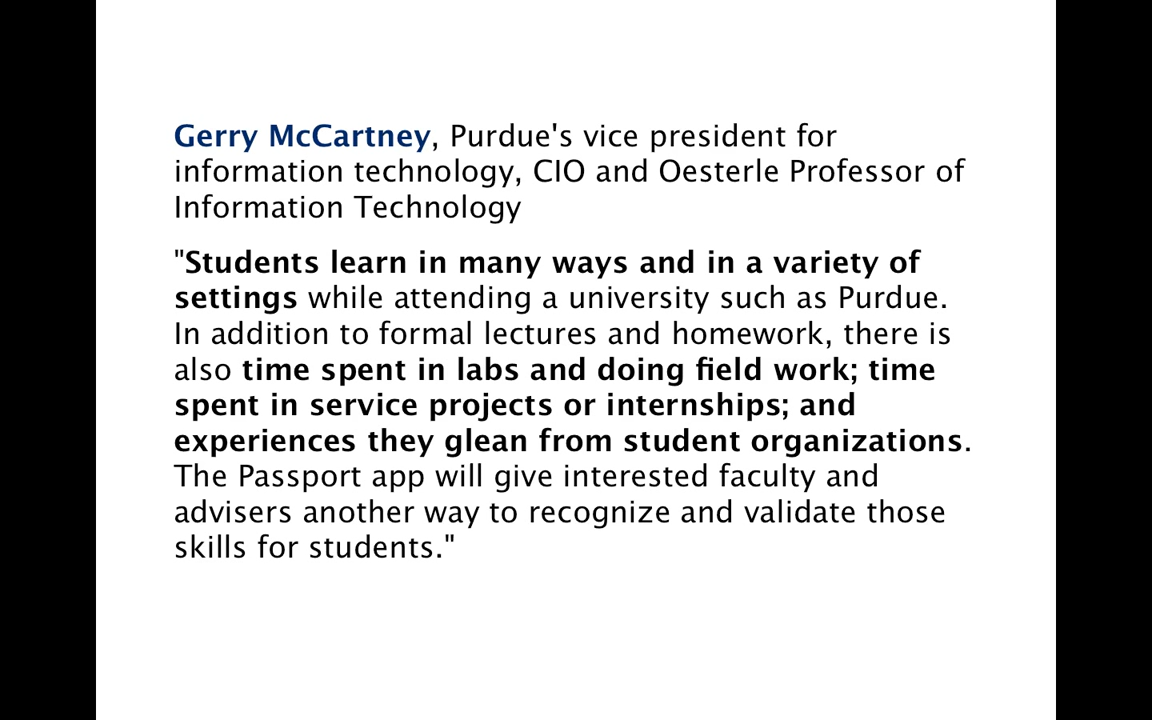 Gerry McCartney, Purdue's vice president for
information technology, CIO and Oesterle Professor of
Information Technology
"Students learn in many ways and in a variety of
settings while attending a university such as Purdue.
In addition to formal lectures and homework, there is
also time spent in labs and doing field work; time
spent in service projects or internships; and
experiences they glean from student organizations.
The Passport app will give interested faculty and
advisers another way to recognize and validate those
skills for students."